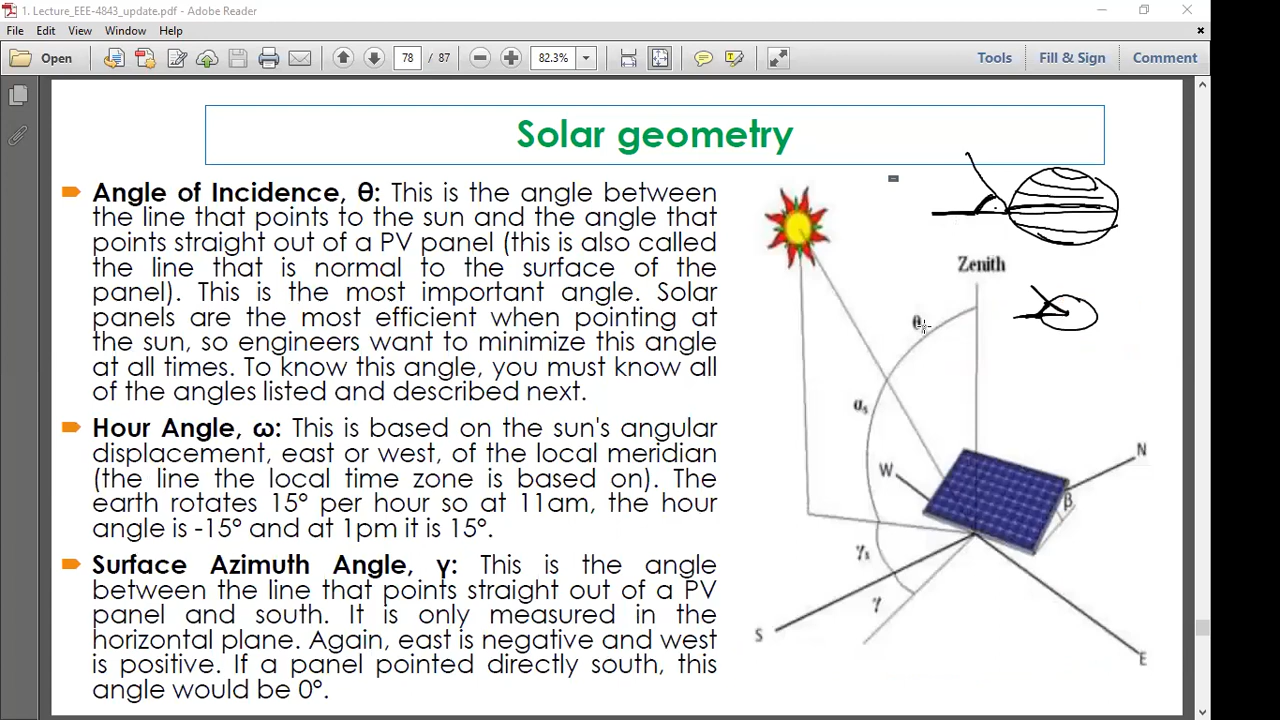 1. Lecture_EEE-4843_update.pdf - Adobe Reader
File Edit View Window Help
Open 78 / 87 82.3% Tools Fill & Sign Comment
Solar geometry
Angle of Incidence, θ: This is the angle between
the line that points to the sun and the angle that
points straight out of a PV panel (this is also called
the line that is normal to the surface of the
panel). This is the most important angle. Solar
panels are the most efficient when pointing at
the sun, so engineers want to minimize this angle
at all times. To know this angle, you must know all
of the angles listed and described next.
Hour Angle, ω: This is based on the sun's angular
displacement, east or west, of the local meridian
(the line the local time zone is based on). The
earth rotates 15° per hour so at 11am, the hour
angle is -15° and at 1pm it is 15°.
Surface Azimuth Angle, γ: This is the angle
between the line that points straight out of a PV
panel and south. It is only measured in the
horizontal plane. Again, east is negative and west
is positive. If a panel pointed directly south, this
angle would be 0°.
Zenith
θ
αs
W
N
β
γs
γ
S
E